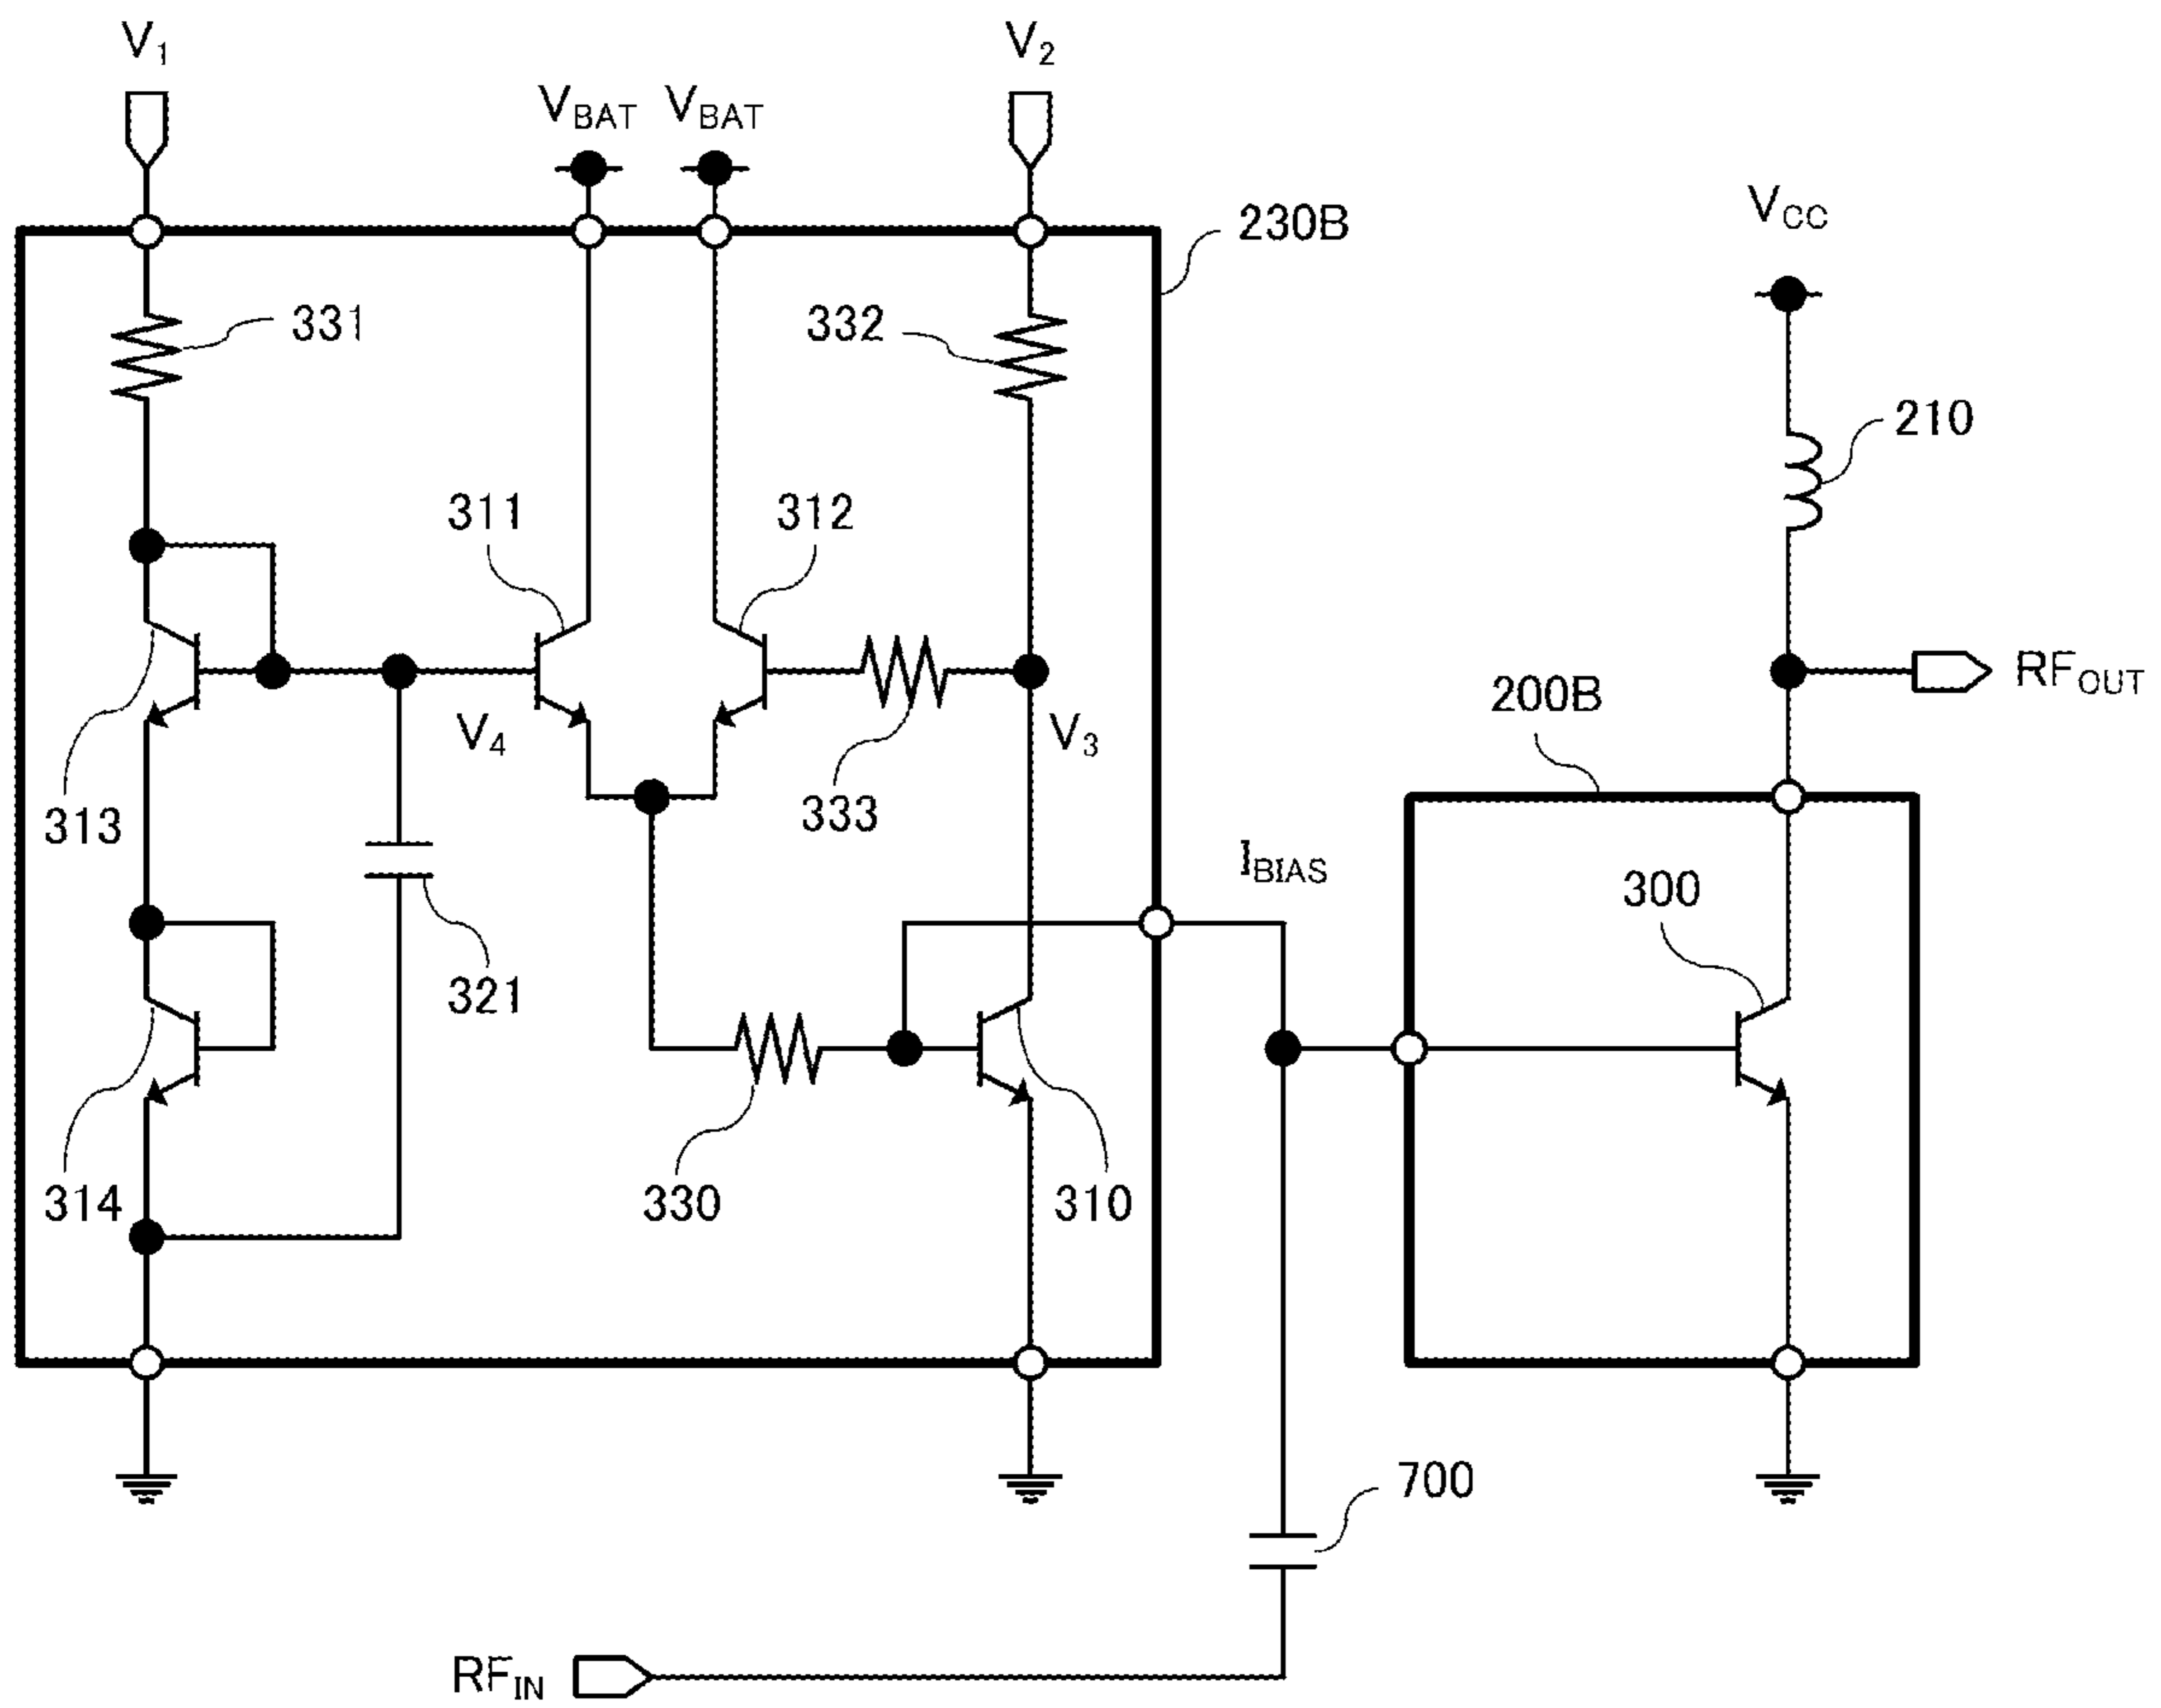 V1
V2
VBAT
VBAT
230B
VCC
331
332
210
311
312
RFOUT
200B
V4
V3
313
333
IBIAS
300
321
314
330
310
700
RFIN